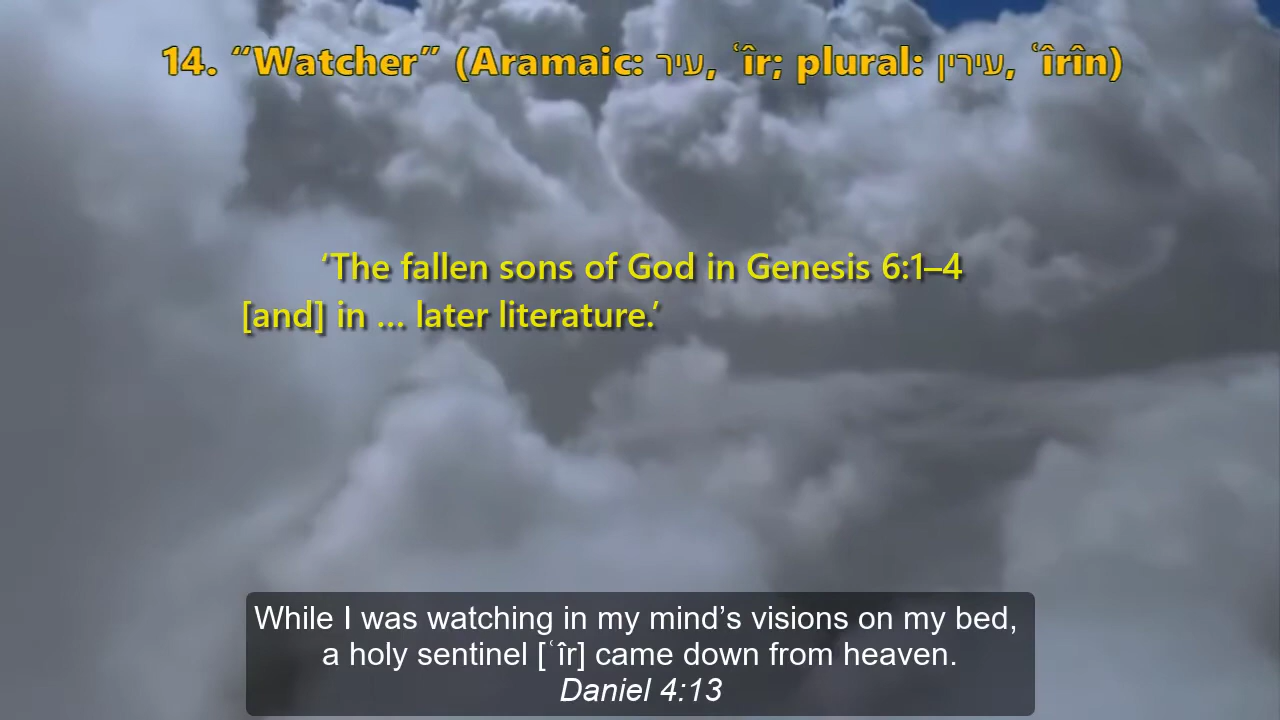 14. “Watcher” (Aramaic: עיר, ʿîr; plural: עירין, ʿîrîn)
‘The fallen sons of God in Genesis 6:1–4
[and] in … later literature.’
While I was watching in my mind’s visions on my bed,
a holy sentinel [ʿîr] came down from heaven.
Daniel 4:13